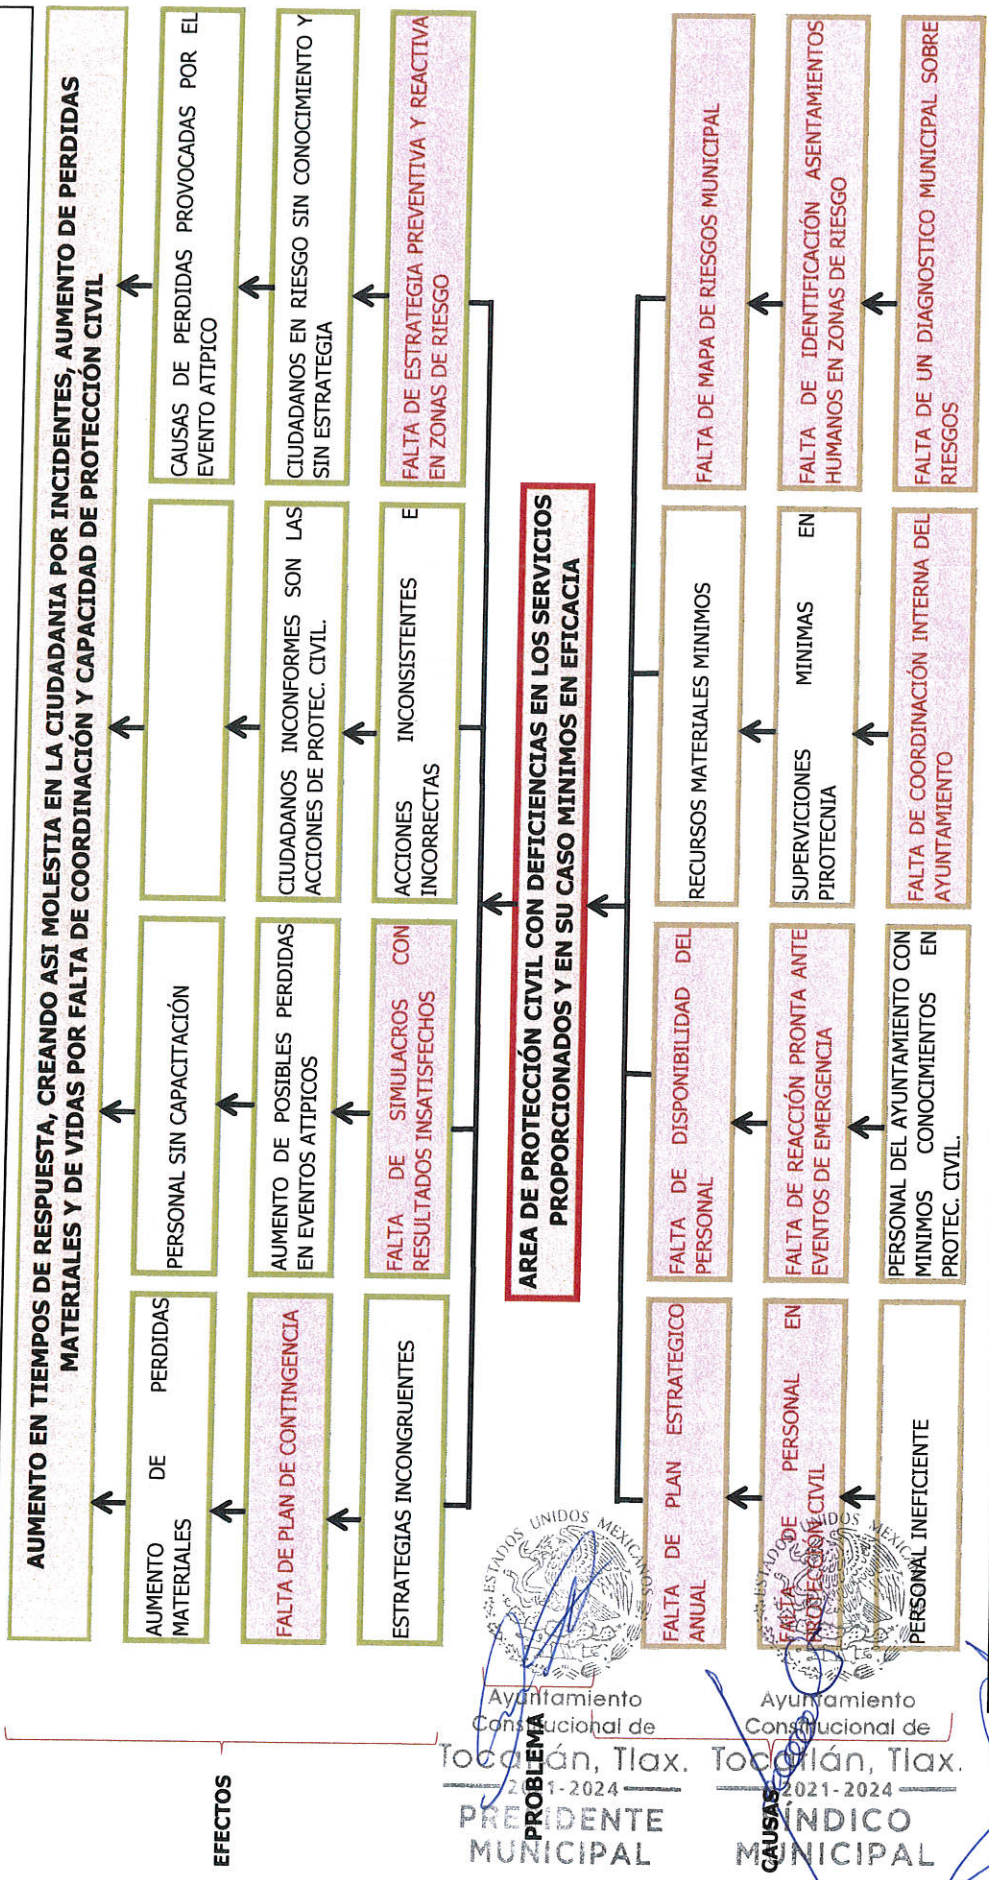 AUMENTO EN TIEMPOS DE RESPUESTA, CREANDO ASI MOLESTIA EN LA CIUDADANIA POR INCIDENTES, AUMENTO DE PERDIDAS
MATERIALES Y DE VIDAS POR FALTA DE COORDINACIÓN Y CAPACIDAD DE PROTECCIÓN CIVIL
EFECTOS
AUMENTO DE PERDIDAS
MATERIALES
PERSONAL SIN CAPACITACIÓN
CAUSAS DE PERDIDAS PROVOCADAS POR EL
EVENTO ATIPICO
FALTA DE PLAN DE CONTINGENCIA
AUMENTO DE POSIBLES PERDIDAS
EN EVENTOS ATIPICOS
CIUDADANOS INCONFORMES SON LAS
ACCIONES DE PROTEC. CIVIL.
CIUDADANOS EN RIESGO SIN CONOCIMIENTO Y
SIN ESTRATEGIA
ESTRATEGIAS INCONGRUENTES
FALTA DE SIMULACROS CON
RESULTADOS INSATISFECHOS
ACCIONES INCONSISTENTES E
INCORRECTAS
FALTA DE ESTRATEGIA PREVENTIVA Y REACTIVA
EN ZONAS DE RIESGO
PROBLEMA
AREA DE PROTECCIÓN CIVIL CON DEFICIENCIAS EN LOS SERVICIOS
PROPORCIONADOS Y EN SU CASO MINIMOS EN EFICACIA
CAUSAS
FALTA DE PLAN ESTRATEGICO
ANUAL
FALTA DE DISPONIBILIDAD DEL
PERSONAL
RECURSOS MATERIALES MINIMOS
FALTA DE MAPA DE RIESGOS MUNICIPAL
FALTA DE PERSONAL EN
PROTECCIÓN CIVIL
FALTA DE REACCIÓN PRONTA ANTE
EVENTOS DE EMERGENCIA
SUPERVICIONES MINIMAS EN
PIROTECNIA
FALTA DE IDENTIFICACIÓN ASENTAMIENTOS
HUMANOS EN ZONAS DE RIESGO
PERSONAL INEFICIENTE
PERSONAL DEL AYUNTAMIENTO CON
MINIMOS CONOCIMIENTOS EN
PROTEC. CIVIL.
FALTA DE COORDINACIÓN INTERNA DEL
AYUNTAMIENTO
FALTA DE UN DIAGNOSTICO MUNICIPAL SOBRE
RIESGOS
ESTADOS UNIDOS MEXICANOS
Ayuntamiento
Constitucional de
Tocatlán, Tlax.
2021-2024
PRESIDENTE
MUNICIPAL
ESTADOS UNIDOS MEXICANOS
Ayuntamiento
Constitucional de
Tocatlán, Tlax.
2021-2024
SÍNDICO
MUNICIPAL